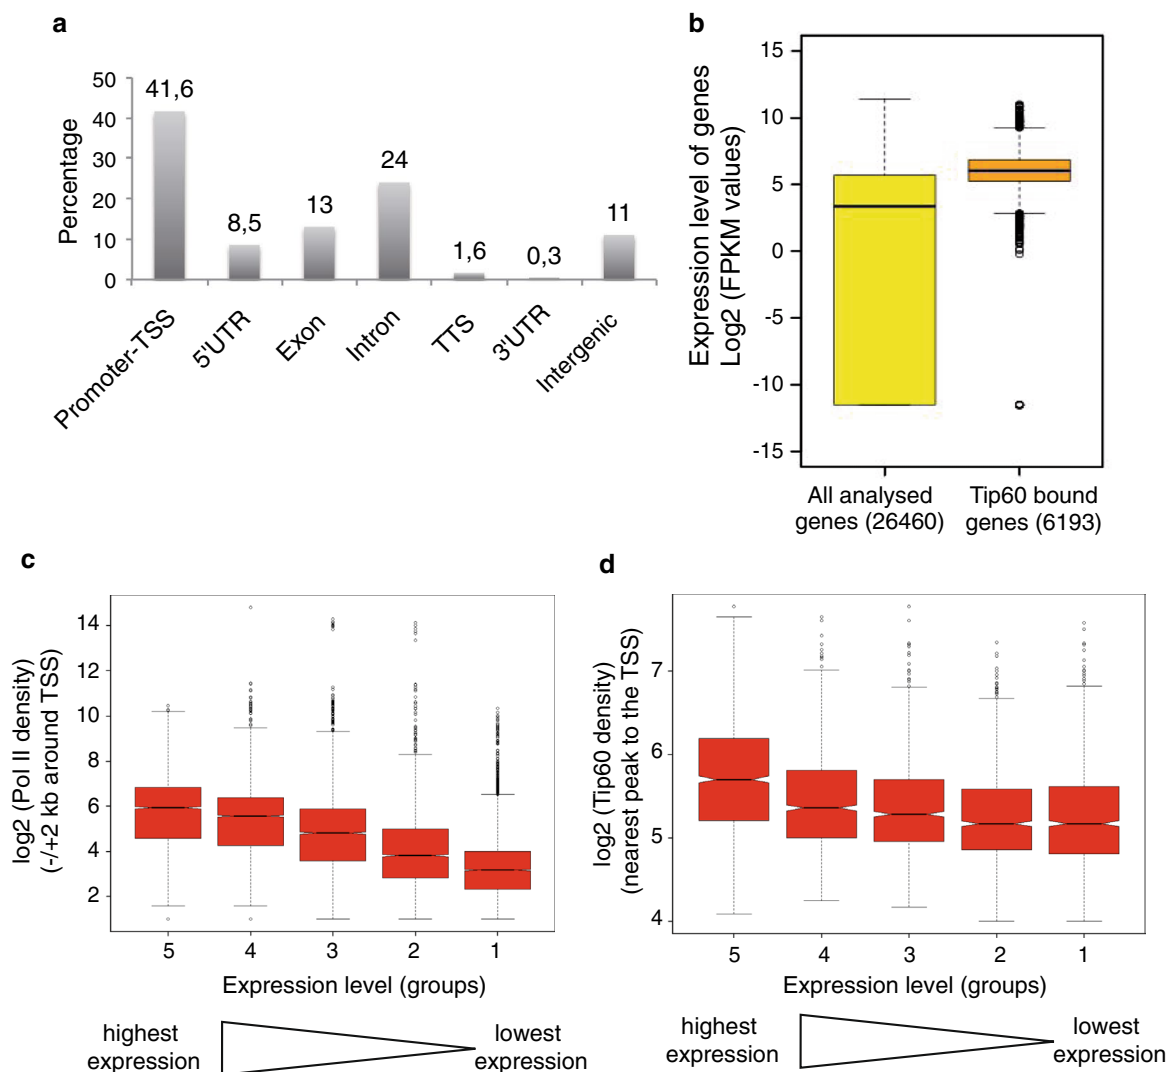 a
Percentage
50
40
30
20
10
0
41,6
8,5
13
24
1,6
0,3
11
Promoter-TSS
5'UTR
Exon
Intron
TTS
3'UTR
Intergenic
b
Expression level of genes
Log2 (FPKM values)
15
10
5
0
-5
-10
-15
All analysed
genes (26460)
Tip60 bound
genes (6193)
c
log2 (Pol II density)
(-/+2 kb around TSS)
14
12
10
8
6
4
2
5
4
3
2
1
Expression level (groups)
highest
expression
lowest
expression
d
log2 (Tip60 density)
(nearest peak to the TSS)
7
6
5
4
5
4
3
2
1
Expression level (groups)
highest
expression
lowest
expression